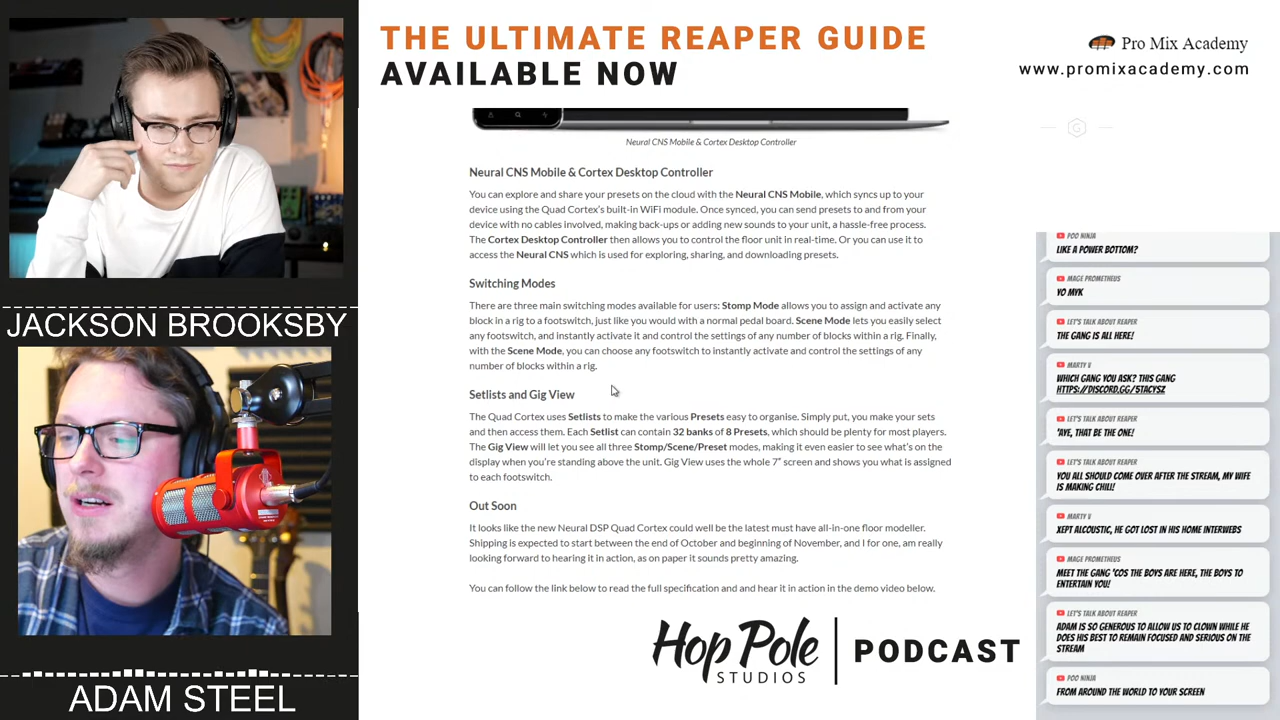 THE ULTIMATE REAPER GUIDE
AVAILABLE NOW
Pro Mix Academy
www.promixacademy.com
JACKSON BROOKSBY
ADAM STEEL
Neural CNS Mobile & Cortex Desktop Controller
Neural CNS Mobile & Cortex Desktop Controller
You can explore and share your presets on the cloud with the Neural CNS Mobile, which syncs up to your
device using the Quad Cortex's built-in WiFi module. Once synced, you can send presets to and from your
device with no cables involved, making back-ups or adding new sounds to your unit, a hassle-free process.
The Cortex Desktop Controller then allows you to control the floor unit in real-time. Or you can use it to
access the Neural CNS which is used for exploring, sharing, and downloading presets.
Switching Modes
There are three main switching modes available for users: Stomp Mode allows you to assign and activate any
block in a rig to a footswitch, just like you would with a normal pedal board. Scene Mode lets you easily select
any footswitch, and instantly activate it and control the settings of any number of blocks within a rig. Finally,
with the Scene Mode, you can choose any footswitch to instantly activate and control the settings of any
number of blocks within a rig.
Setlists and Gig View
The Quad Cortex uses Setlists to make the various Presets easy to organise. Simply put, you make your sets
and then access them. Each Setlist can contain 32 banks of 8 Presets, which should be plenty for most players.
The Gig View will let you see all three Stomp/Scene/Preset modes, making it even easier to see what's on the
display when you're standing above the unit. Gig View uses the whole 7" screen and shows you what is assigned
to each footswitch.
Out Soon
It looks like the new Neural DSP Quad Cortex could well be the latest must have all-in-one floor modeller.
Shipping is expected to start between the end of October and beginning of November, and I for one, am really
looking forward to hearing it in action, as on paper it sounds pretty amazing.
You can follow the link below to read the full specification and and hear it in action in the demo video below.
Hop Pole
STUDIOS
PODCAST
G
POO NINJA
LIKE A POWER BOTTOM?
MAGE PROMETHEUS
YO MYK
LET'S TALK ABOUT REAPER
THE GANG IS ALL HERE!
MARTY V
WHICH GANG YOU ASK? THIS GANG
HTTPS://DISCORD.GG/5TACYSZ
LET'S TALK ABOUT REAPER
'AYE, THAT BE THE ONE!
LET'S TALK ABOUT REAPER
YOU ALL SHOULD COME OVER AFTER THE STREAM, MY WIFE
IS MAKING CHILI!
MARTY V
XEPT ALCOUSTIC, HE GOT LOST IN HIS HOME INTERWEBS
MAGE PROMETHEUS
MEET THE GANG 'COS THE BOYS ARE HERE, THE BOYS TO
ENTERTAIN YOU!
LET'S TALK ABOUT REAPER
ADAM IS SO GENEROUS TO ALLOW US TO CLOWN WHILE HE
DOES HIS BEST TO REMAIN FOCUSED AND SERIOUS ON THE
STREAM
POO NINJA
FROM AROUND THE WORLD TO YOUR SCREEN